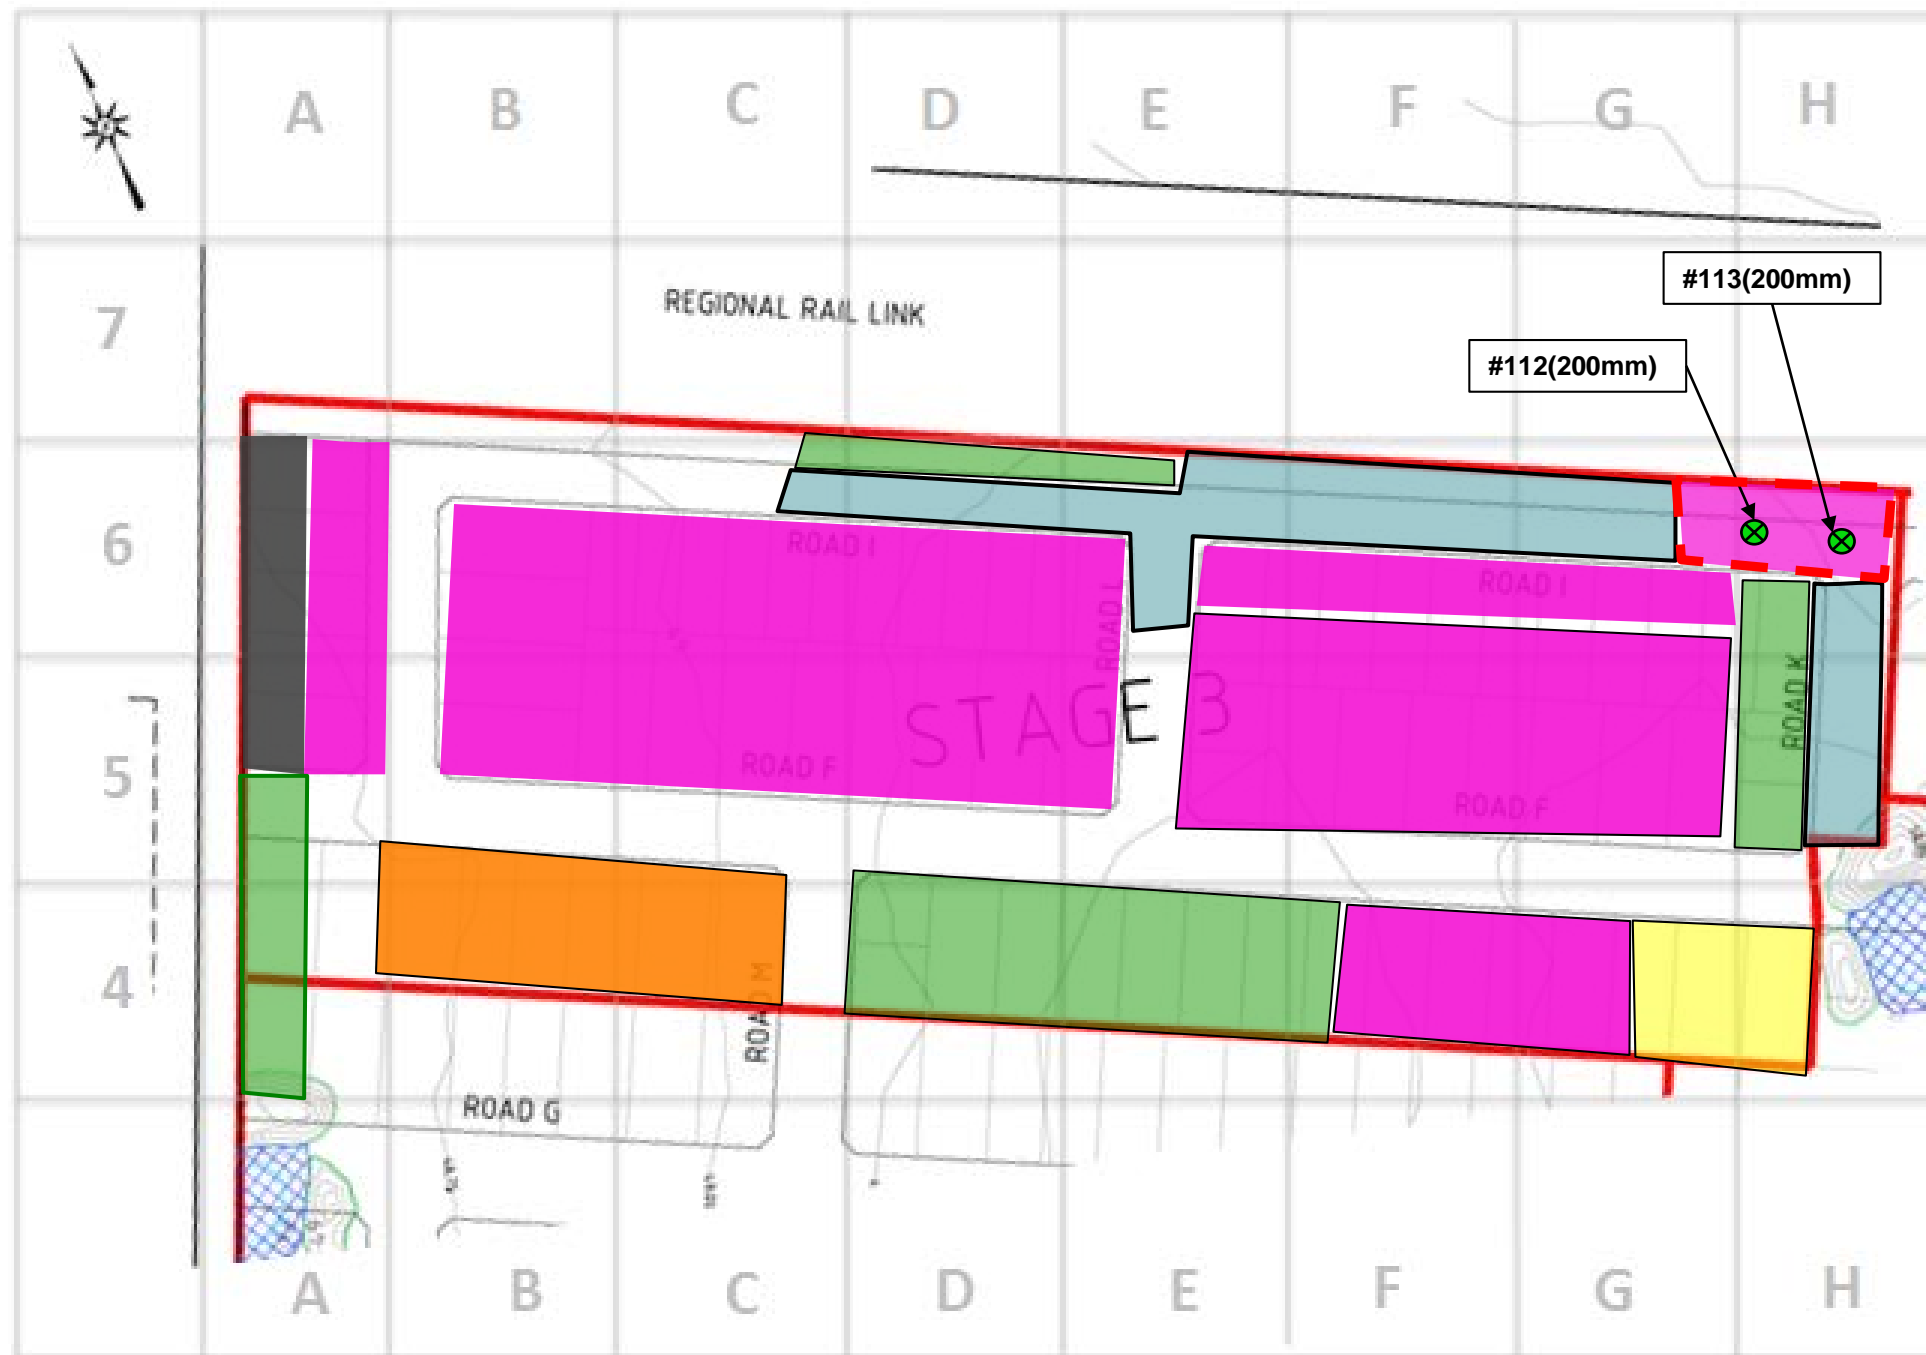 A B C D E F G H
7
REGIONAL RAIL LINK
#113(200mm)
#112(200mm)
6
ROAD I
ROAD I
ROAD L
ROAD K
STAGE 3
5
ROAD F
ROAD F
4
ROAD M
ROAD G
A B C D E F G H